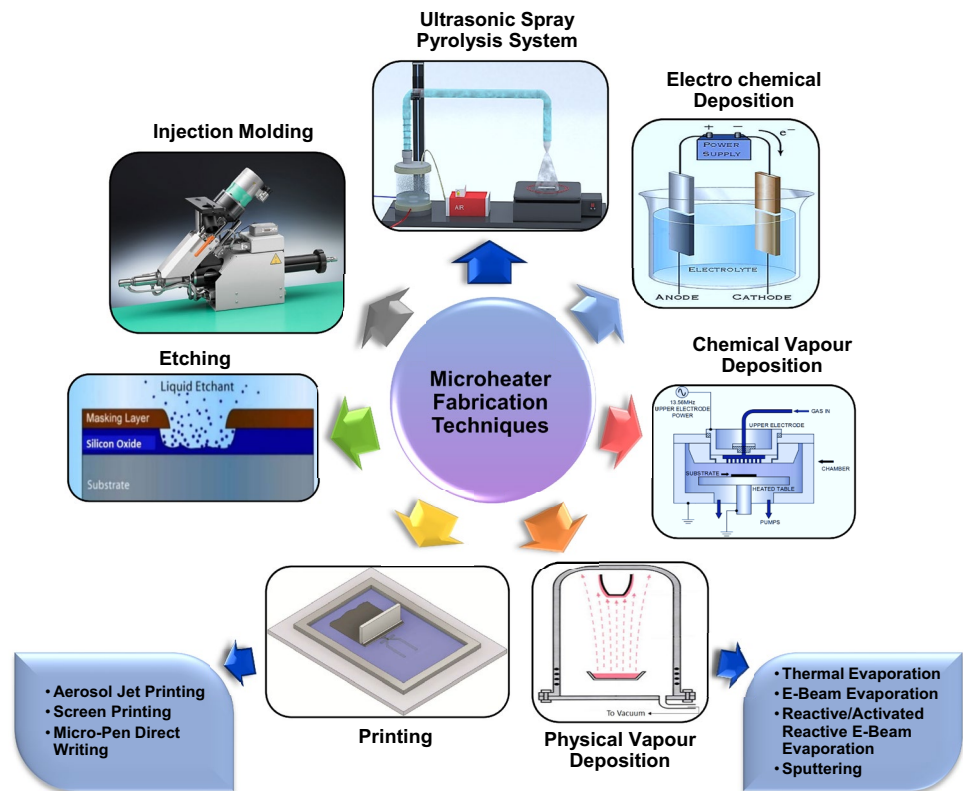 Ultrasonic Spray
Pyrolysis System
AIR
Electro chemical
Deposition
+ −
e−
POWER
SUPPLY
ELECTROLYTE
ANODE CATHODE
Injection Molding
Etching
Liquid Etchant
Masking Layer
Silicon Oxide
Substrate
Microheater
Fabrication
Techniques
Chemical Vapour
Deposition
13.56MHz
UPPER ELECTRODE
POWER
GAS IN
UPPER ELECTRODE
CHAMBER
SUBSTRATE
HEATED TABLE
PUMPS
Printing
To Vacuum
Physical Vapour
Deposition
• Aerosol Jet Printing
• Screen Printing
• Micro-Pen Direct
Writing
• Thermal Evaporation
• E-Beam Evaporation
• Reactive/Activated
Reactive E-Beam
Evaporation
• Sputtering